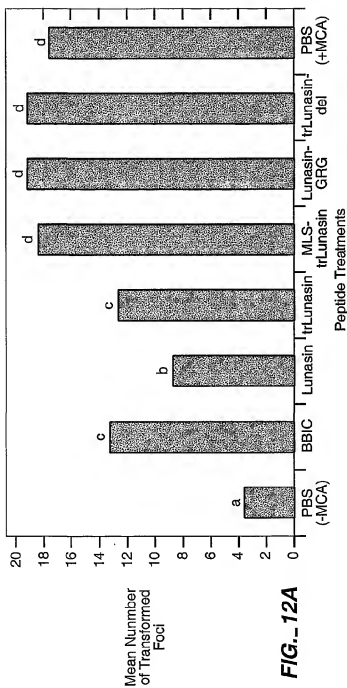 Mean Nunmber
of Transformed
Foci
20
18
16
14
12
10
8
6
4
2
0
a
c
b
c
d
d
d
d
PBS
(-MCA)
BBIC
Lunasin
trLunasin
MLS-
trLunasin
Lunasin-
GRG
trLunasin-
del
PBS
(+MCA)
Peptide Treatments
FIG._12A